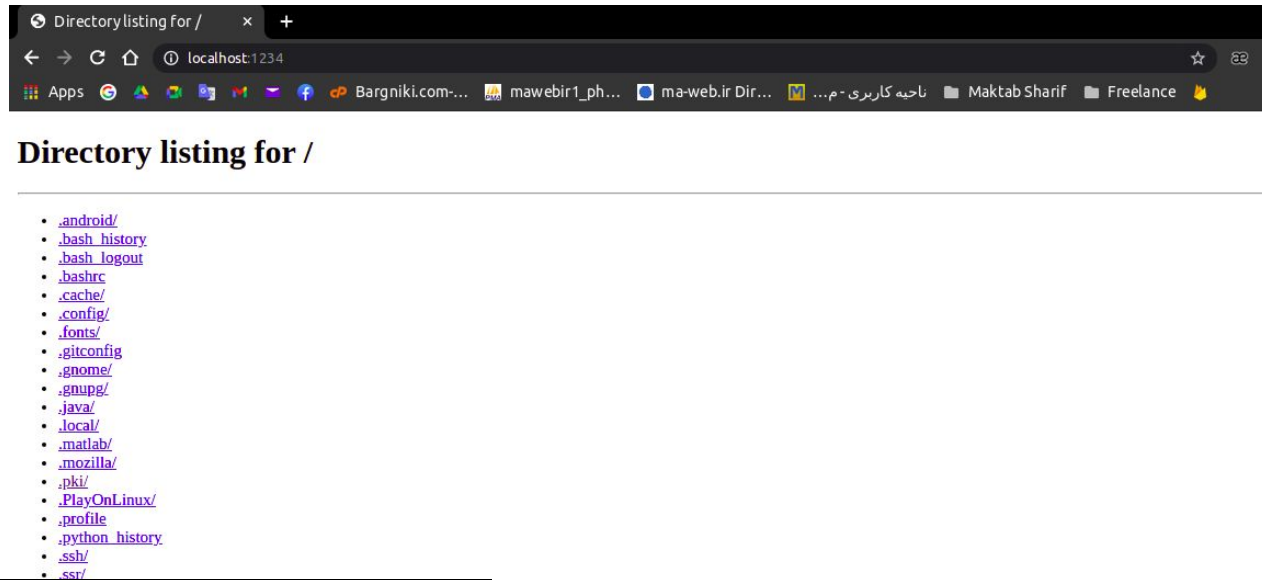 Directory listing for /
localhost:1234
Apps Bargniki.com-... mawebir1_ph... ma-web.ir Dir... ناحیه کاربری - م... Maktab Sharif Freelance
Directory listing for /
.android/
.bash_history
.bash_logout
.bashrc
.cache/
.config/
.fonts/
.gitconfig
.gnome/
.gnupg/
.java/
.local/
.matlab/
.mozilla/
.pki/
.PlayOnLinux/
.profile
.python_history
.ssh/
.ssr/